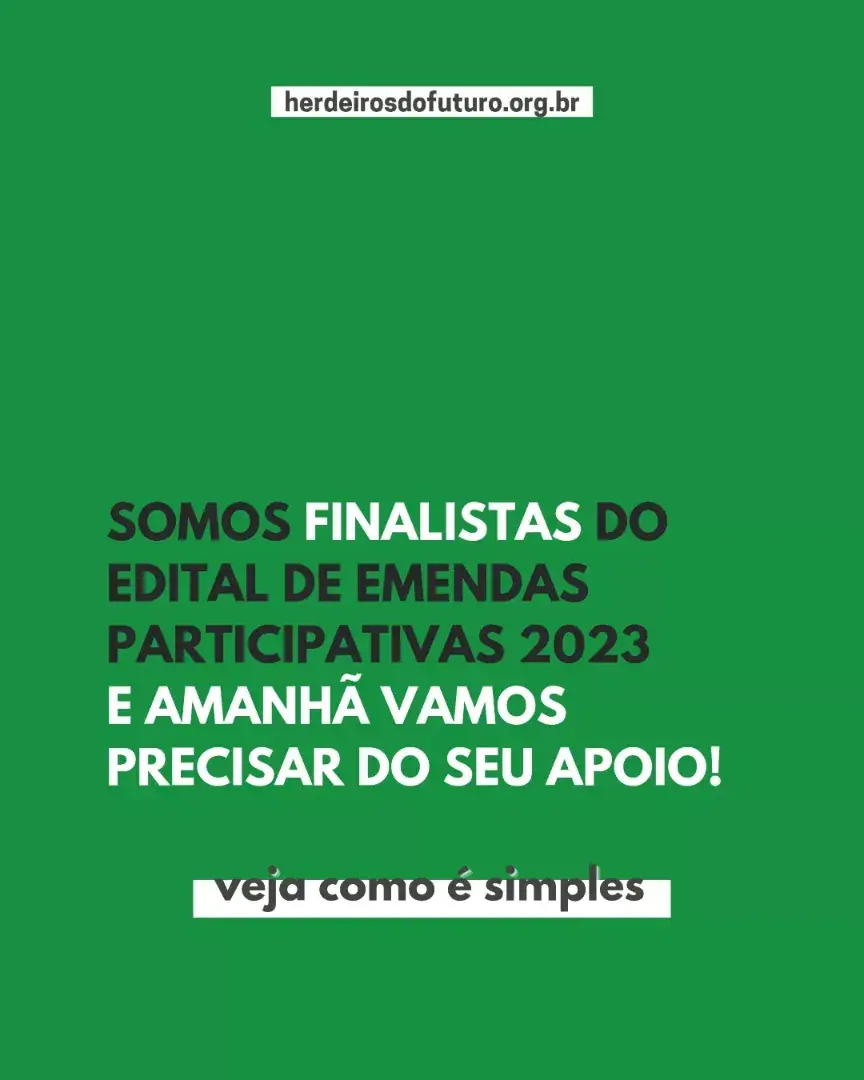 herdeirosdofuturo.org.br
SOMOS FINALISTAS DO
EDITAL DE EMENDAS
PARTICIPATIVAS 2023
E AMANHÃ VAMOS
PRECISAR DO SEU APOIO!
veja como é simples